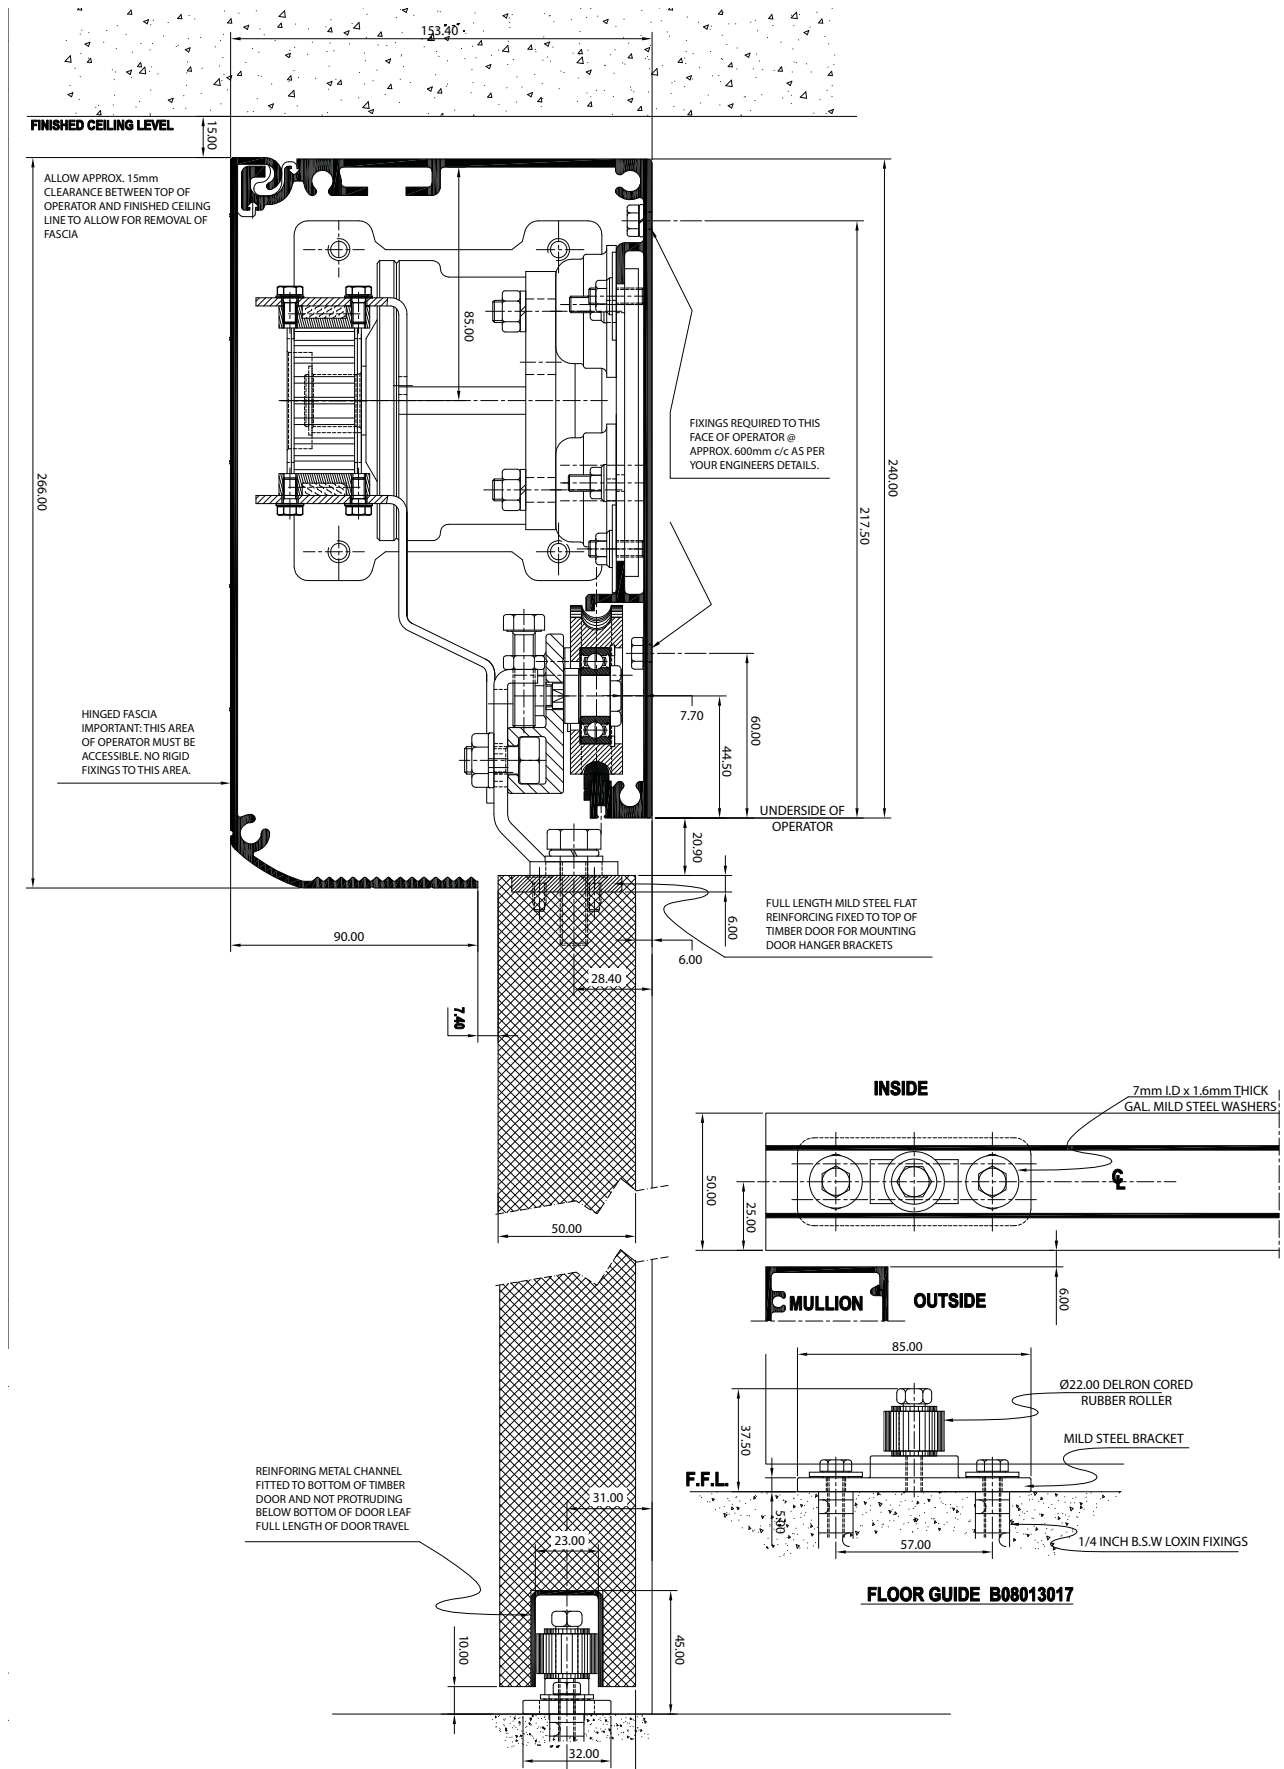 153.40
FINISHED CEILING LEVEL
15.00
ALLOW APPROX. 15mm
CLEARANCE BETWEEN TOP OF
OPERATOR AND FINISHED CEILING
LINE TO ALLOW FOR REMOVAL OF
FASCIA
85.00
FIXINGS REQUIRED TO THIS
FACE OF OPERATOR @
APPROX. 600mm c/c AS PER
YOUR ENGINEERS DETAILS.
266.00
240.00
217.50
HINGED FASCIA
IMPORTANT: THIS AREA
OF OPERATOR MUST BE
ACCESSIBLE. NO RIGID
FIXINGS TO THIS AREA.
7.70
60.00
44.50
UNDERSIDE OF
OPERATOR
20.90
FULL LENGTH MILD STEEL FLAT
REINFORCING FIXED TO TOP OF
TIMBER DOOR FOR MOUNTING
DOOR HANGER BRACKETS
6.00
90.00
6.00
28.40
7.40
INSIDE
7mm I.D x 1.6mm THICK
GAL. MILD STEEL WASHERS
50.00
25.00
CL
50.00
6.00
MULLION
OUTSIDE
85.00
Ø22.00 DELRON CORED
RUBBER ROLLER
37.50
MILD STEEL BRACKET
F.F.L.
5.00
57.00
1/4 INCH B.S.W LOXIN FIXINGS
FLOOR GUIDE B08013017
REINFORING METAL CHANNEL
FITTED TO BOTTOM OF TIMBER
DOOR AND NOT PROTRUDING
BELOW BOTTOM OF DOOR LEAF
FULL LENGTH OF DOOR TRAVEL
31.00
23.00
10.00
45.00
32.00